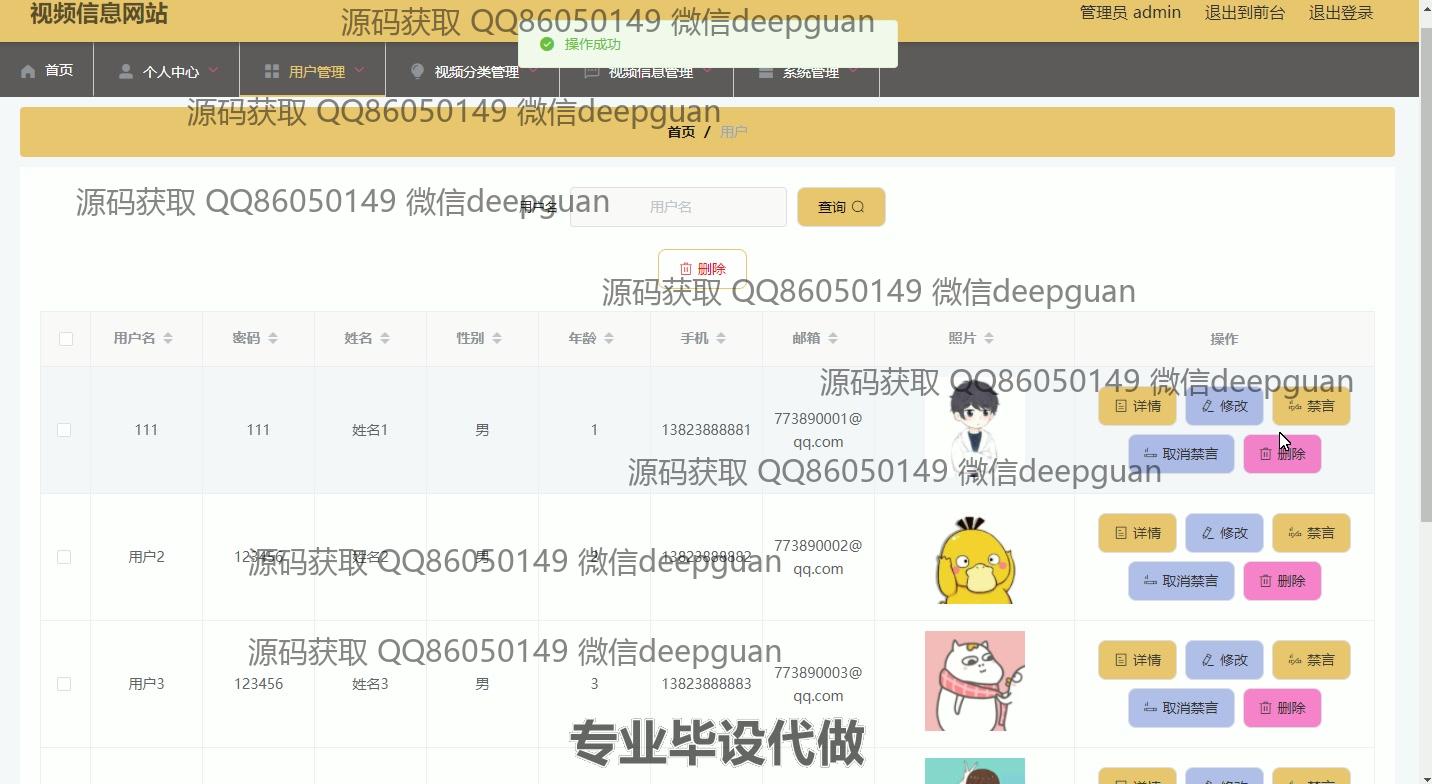 视频信息网站
管理员 admin 退出到前台 退出登录
源码获取 QQ86050149 微信deepguan
操作成功
首页 个人中心 用户管理 视频分类管理 视频信息管理 系统管理
源码获取 QQ86050149 微信deepguan
首页 / 用户
源码获取 QQ86050149 微信deepguan
用户名 用户名 查询
删除
源码获取 QQ86050149 微信deepguan
用户名 密码 姓名 性别 年龄 手机 邮箱 照片 操作
源码获取 QQ86050149 微信deepguan
111 111 姓名1 男 1 13823888881 773890001@
qq.com
详情 修改 禁言
取消禁言 删除
源码获取 QQ86050149 微信deepguan
用户2 123456 姓名2 男 2 13823888882 773890002@
qq.com
详情 修改 禁言
取消禁言 删除
源码获取 QQ86050149 微信deepguan
源码获取 QQ86050149 微信deepguan
用户3 123456 姓名3 男 3 13823888883 773890003@
qq.com
详情 修改 禁言
取消禁言 删除
专业毕设代做
详情 修改 禁言